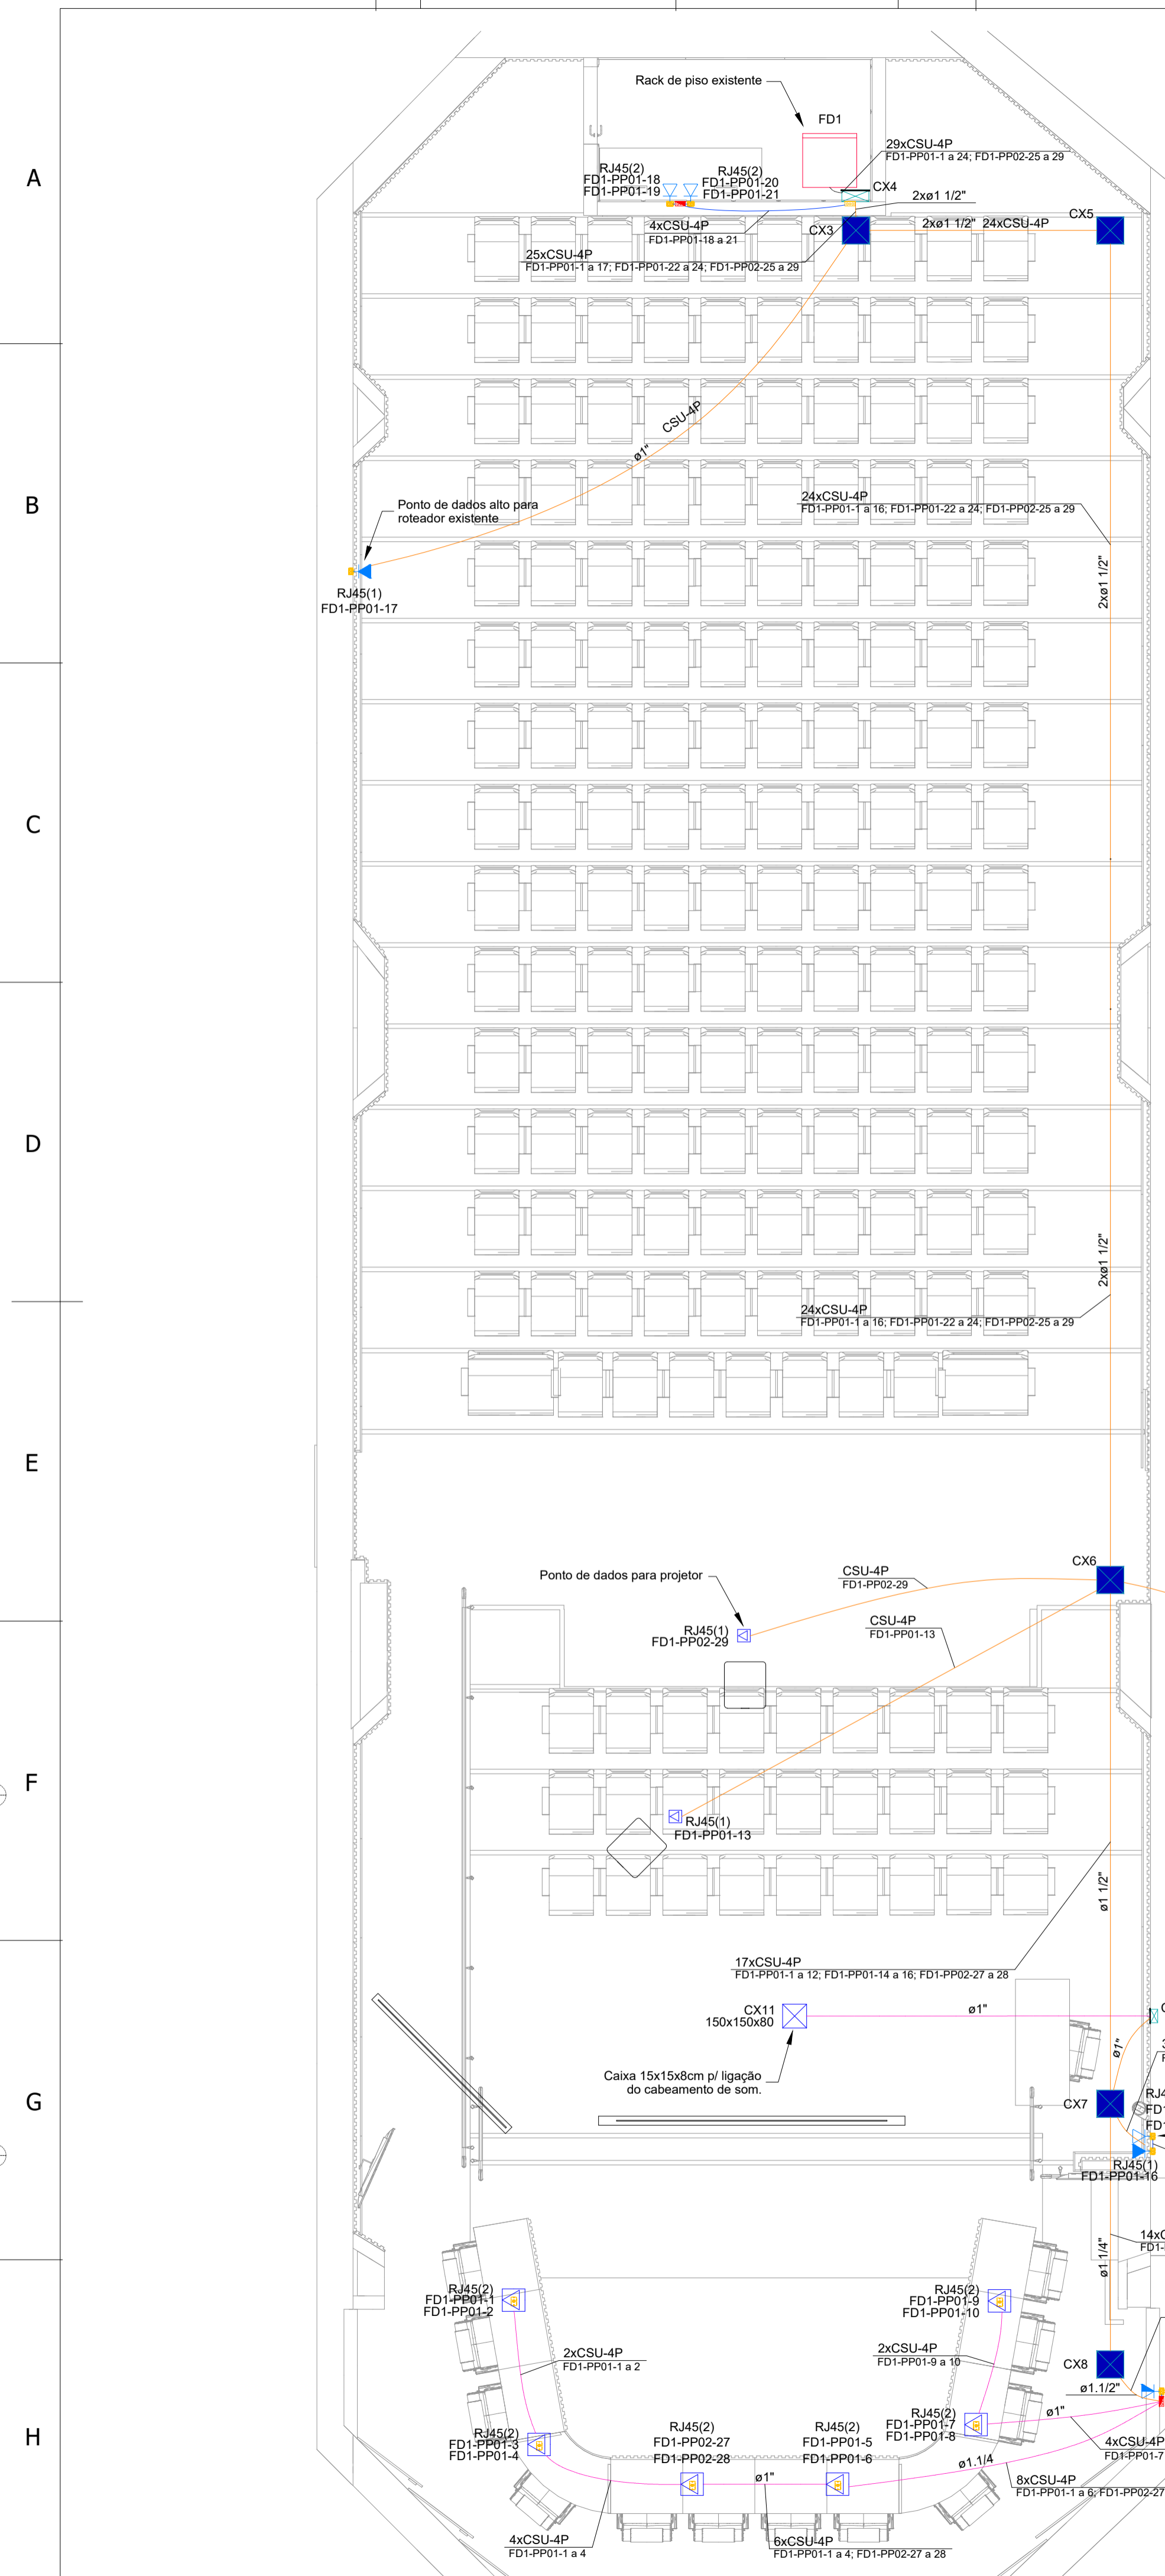 A
B
C
D
E
F
G
H
Rack de piso existente
FD1
29xCSU-4P
FD1-PP01-1 a 24; FD1-PP02-25 a 29
RJ45(2)
FD1-PP01-18
FD1-PP01-19
RJ45(2)
FD1-PP01-20
FD1-PP01-21
CX4
2xø1 1/2"
4xCSU-4P
FD1-PP01-18 a 21
CX3
2xø1 1/2" 24xCSU-4P
CX5
25xCSU-4P
FD1-PP01-1 a 17; FD1-PP01-22 a 24; FD1-PP02-25 a 29
CSU-4P
ø1"
24xCSU-4P
FD1-PP01-1 a 16; FD1-PP01-22 a 24; FD1-PP02-25 a 29
Ponto de dados alto para
roteador existente
2xø1 1/2"
RJ45(1)
FD1-PP01-17
2xø1 1/2"
24xCSU-4P
FD1-PP01-1 a 16; FD1-PP01-22 a 24; FD1-PP02-25 a 29
CX6
Ponto de dados para projetor
CSU-4P
FD1-PP02-29
CSU-4P
FD1-PP01-13
RJ45(1)
FD1-PP02-29
RJ45(1)
FD1-PP01-13
ø1 1/2"
17xCSU-4P
FD1-PP01-1 a 12; FD1-PP01-14 a 16; FD1-PP02-27 a 28
CX11
150x150x80
ø1"
ø1"
Caixa 15x15x8cm p/ ligação
do cabeamento de som.
CX7
RJ45(1)
FD1-PP01-16
ø1.1/4"
RJ45(2)
FD1-PP01-1
FD1-PP01-2
RJ45(2)
FD1-PP01-9
FD1-PP01-10
2xCSU-4P
FD1-PP01-1 a 2
2xCSU-4P
FD1-PP01-9 a 10
CX8
ø1.1/2"
RJ45(2)
FD1-PP01-3
FD1-PP01-4
RJ45(2)
FD1-PP02-27
FD1-PP02-28
RJ45(2)
FD1-PP01-5
FD1-PP01-6
RJ45(2)
FD1-PP01-7
FD1-PP01-8
ø1"
4xCSU-4P
FD1-PP01-7
ø1"
ø1.1/4
8xCSU-4P
FD1-PP01-1 a 6; FD1-PP02-27
4xCSU-4P
FD1-PP01-1 a 4
6xCSU-4P
FD1-PP01-1 a 4; FD1-PP02-27 a 28